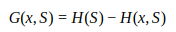 G(x, S) = H(S) − H(x, S)